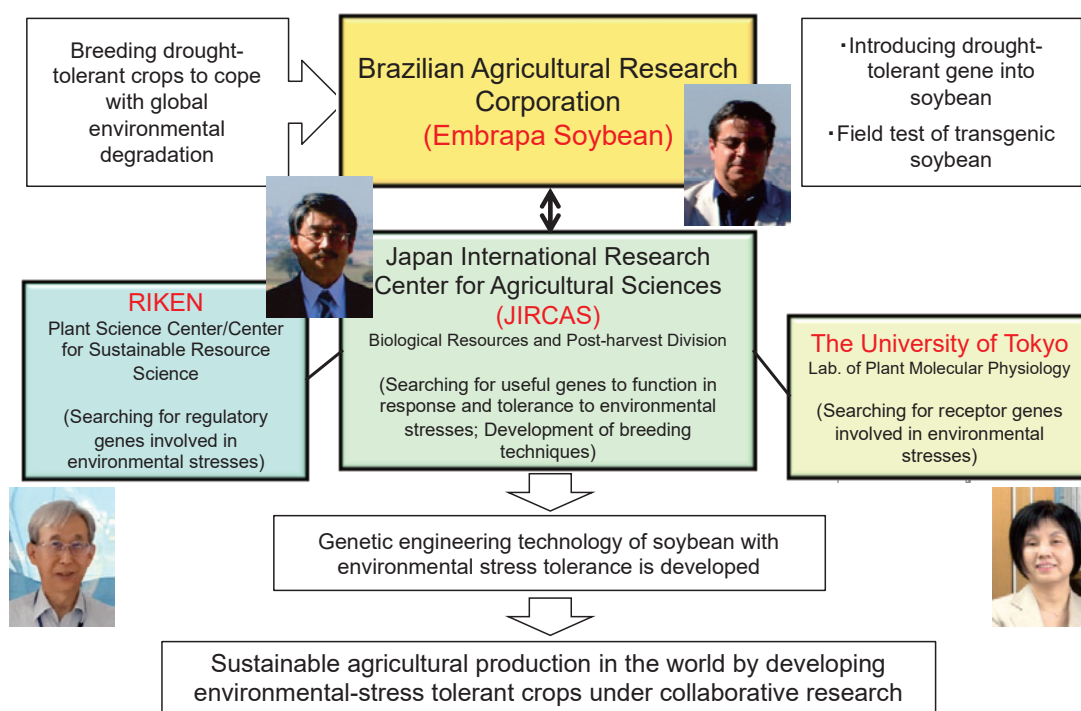 Breeding drought-
tolerant crops to cope
with global
environmental
degradation
Brazilian Agricultural Research
Corporation
(Embrapa Soybean)
・Introducing drought-
tolerant gene into
soybean
・Field test of transgenic
soybean
Japan International Research
Center for Agricultural Sciences
(JIRCAS)
Biological Resources and Post-harvest Division
(Searching for useful genes to function in
response and tolerance to environmental
stresses; Development of breeding
techniques)
RIKEN
Plant Science Center/Center
for Sustainable Resource
Science
(Searching for regulatory
genes involved in
environmental stresses)
The University of Tokyo
Lab. of Plant Molecular Physiology
(Searching for receptor genes
involved in environmental
stresses)
Genetic engineering technology of soybean with
environmental stress tolerance is developed
Sustainable agricultural production in the world by developing
environmental-stress tolerant crops under collaborative research